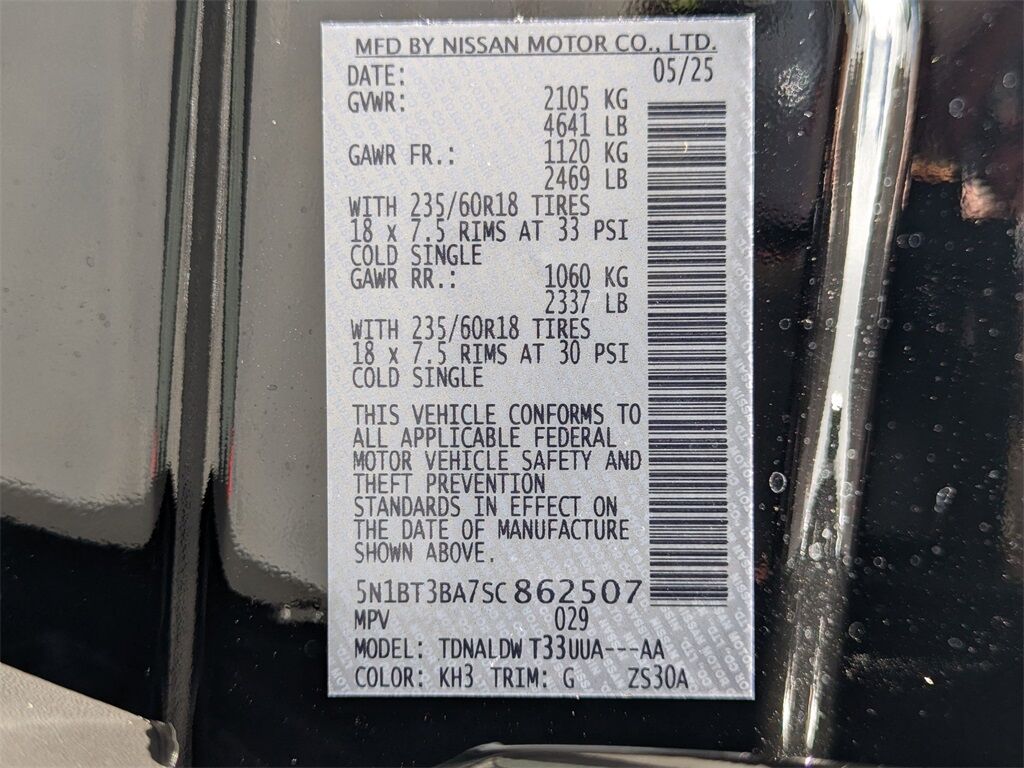 MFD BY NISSAN MOTOR CO., LTD.
DATE: 05/25
GVWR: 2105 KG
4641 LB
GAWR FR.: 1120 KG
2469 LB
WITH 235/60R18 TIRES
18 x 7.5 RIMS AT 33 PSI
COLD SINGLE
GAWR RR.: 1060 KG
2337 LB
WITH 235/60R18 TIRES
18 x 7.5 RIMS AT 30 PSI
COLD SINGLE
THIS VEHICLE CONFORMS TO
ALL APPLICABLE FEDERAL
MOTOR VEHICLE SAFETY AND
THEFT PREVENTION
STANDARDS IN EFFECT ON
THE DATE OF MANUFACTURE
SHOWN ABOVE.
5N1BT3BA7SC862507
MPV 029
MODEL: TDNALDW T33UUA---AA
COLOR: KH3 TRIM: G ZS30A